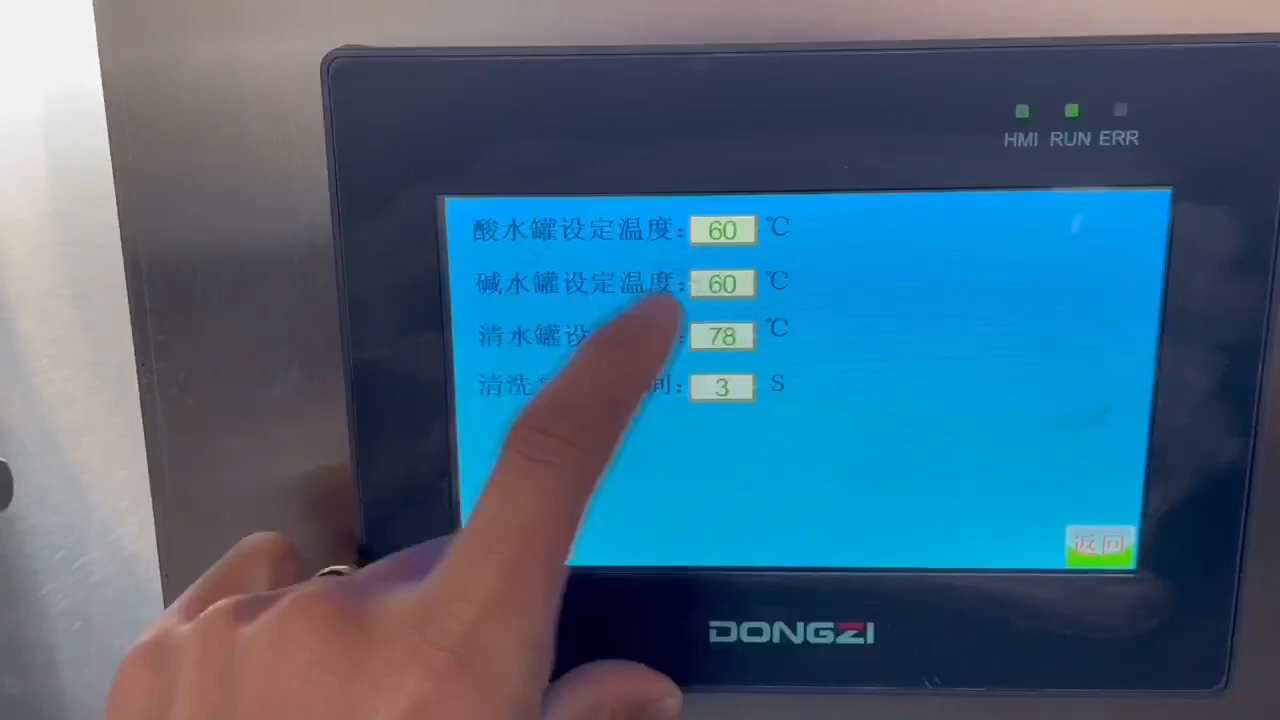 HMI RUN ERR
酸水罐设定温度: 60 ℃
碱水罐设定温度: 60 ℃
清水罐设 : 78 ℃
清洗 间: 3 S
返回
DONGZI